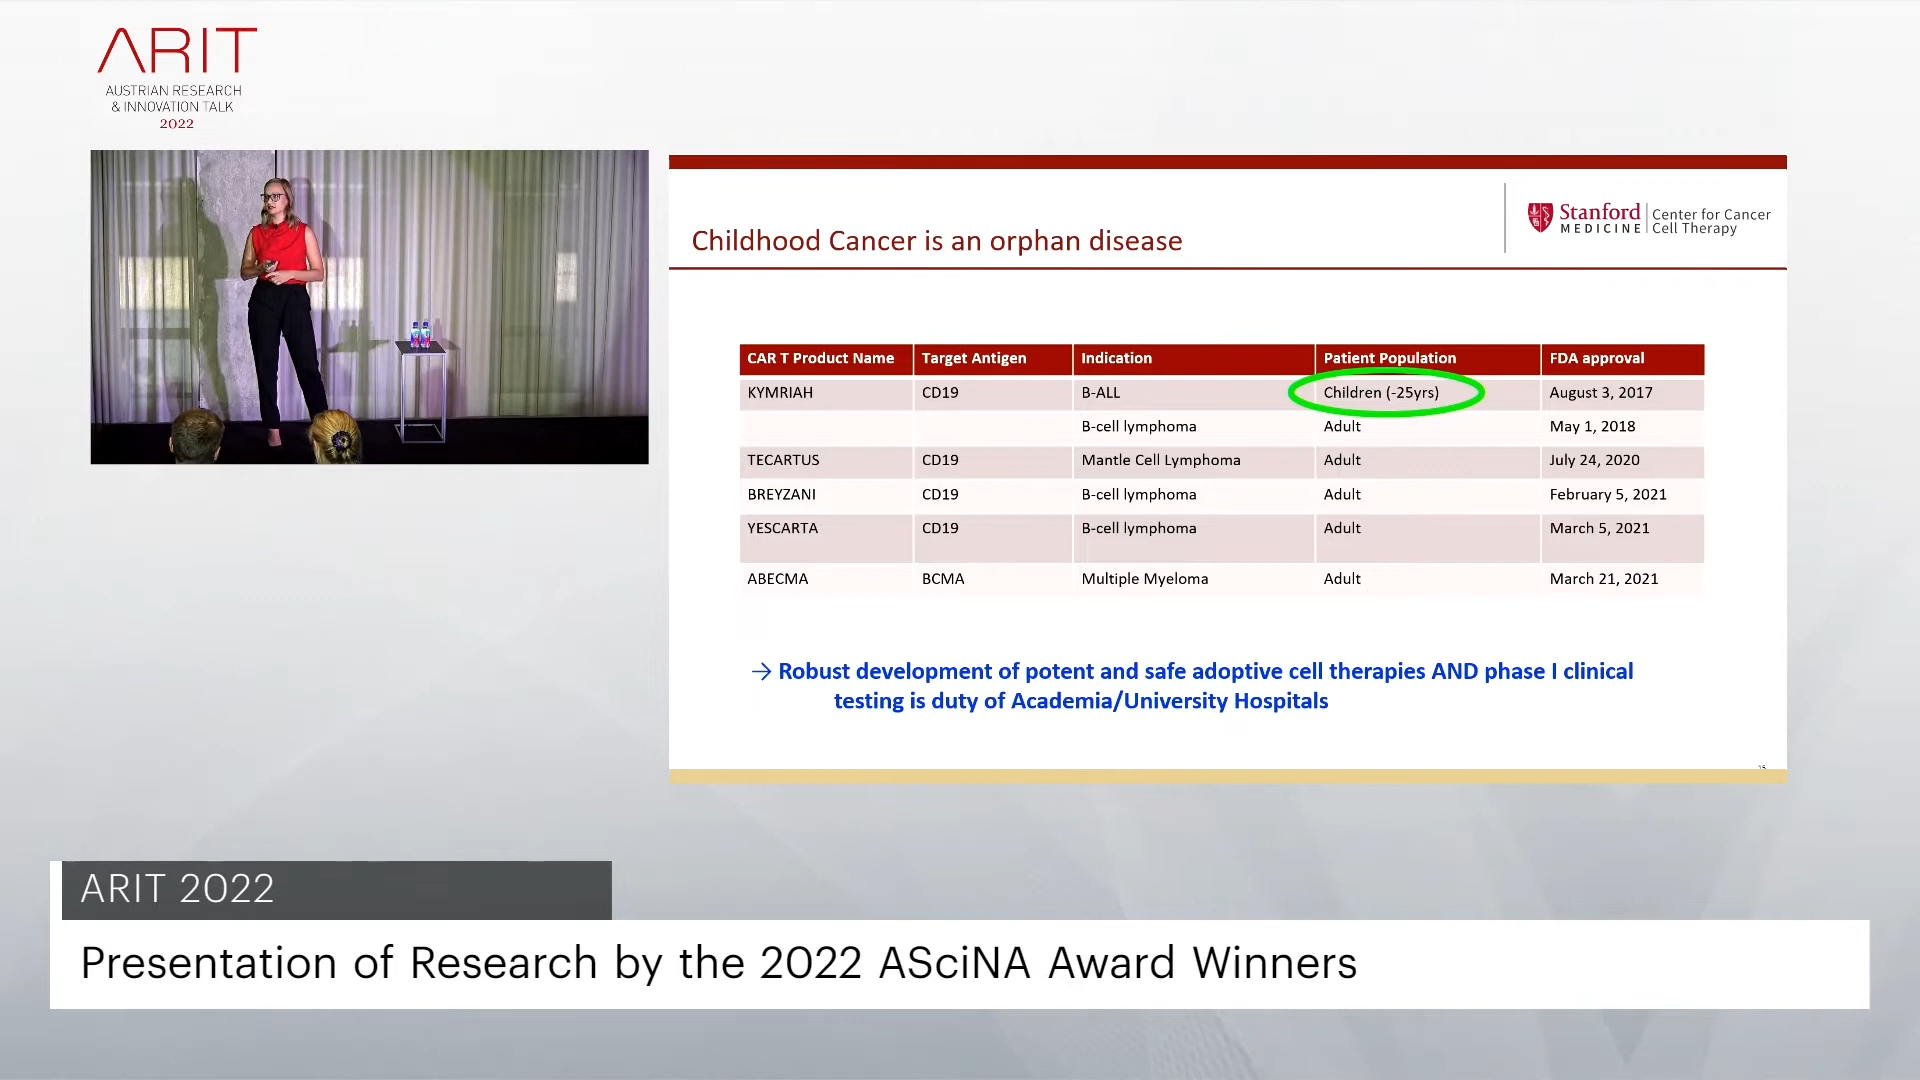 ARIT
AUSTRIAN RESEARCH
& INNOVATION TALK
2022
Stanford MEDICINE
Center for Cancer
Cell Therapy
Childhood Cancer is an orphan disease
CAR T Product Name Target Antigen Indication Patient Population FDA approval
KYMRIAH CD19 B-ALL Children (-25yrs) August 3, 2017
B-cell lymphoma Adult May 1, 2018
TECARTUS CD19 Mantle Cell Lymphoma Adult July 24, 2020
BREYZANI CD19 B-cell lymphoma Adult February 5, 2021
YESCARTA CD19 B-cell lymphoma Adult March 5, 2021
ABECMA BCMA Multiple Myeloma Adult March 21, 2021
→ Robust development of potent and safe adoptive cell therapies AND phase I clinical
testing is duty of Academia/University Hospitals
15
ARIT 2022
Presentation of Research by the 2022 ASciNA Award Winners